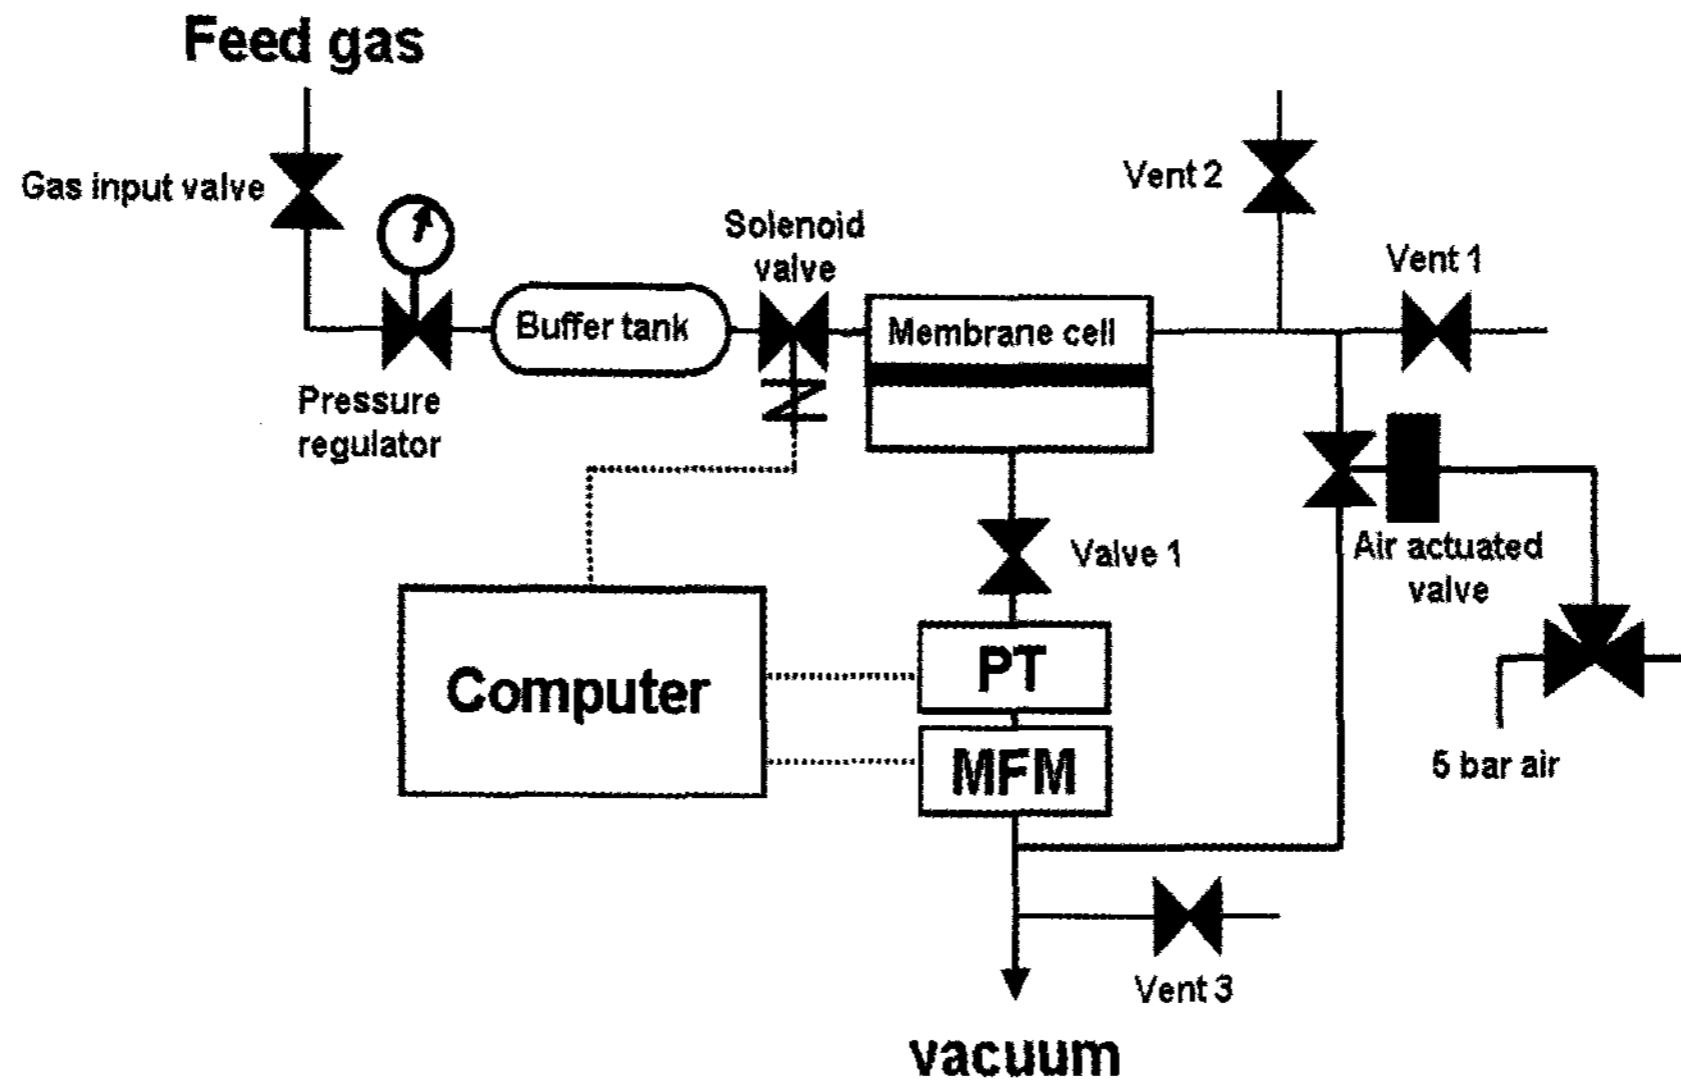 Feed gas
Gas input valve
Vent 2
Solenoid
valve
Vent 1
Buffer tank
Membrane cell
Pressure
regulator
Valve 1
Air actuated
valve
Computer
PT
MFM
5 bar air
Vent 3
vacuum